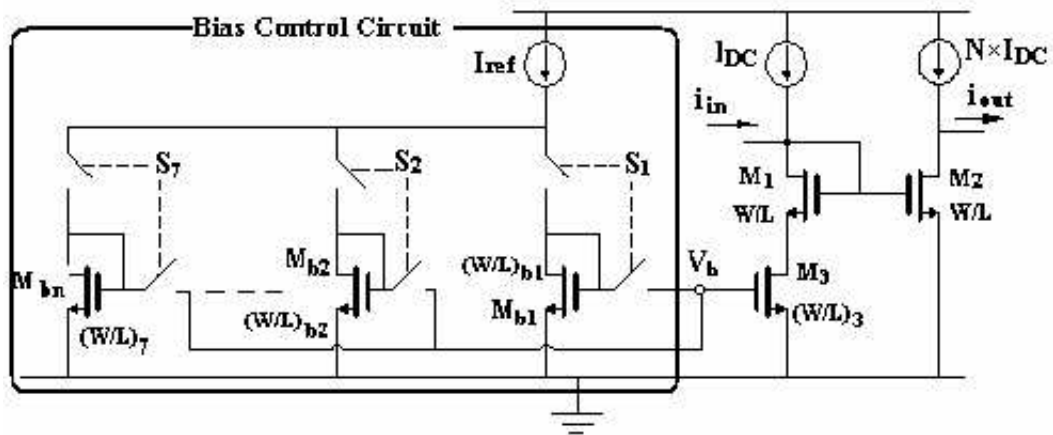 Bias Control Circuit
Iref
IDC
N×IDC
iin
iout
S7
S2
S1
M1
M2
W/L
W/L
Mbn
Mb2
(W/L)b1
Vb
M3
(W/L)7
(W/L)b2
Mb1
(W/L)3